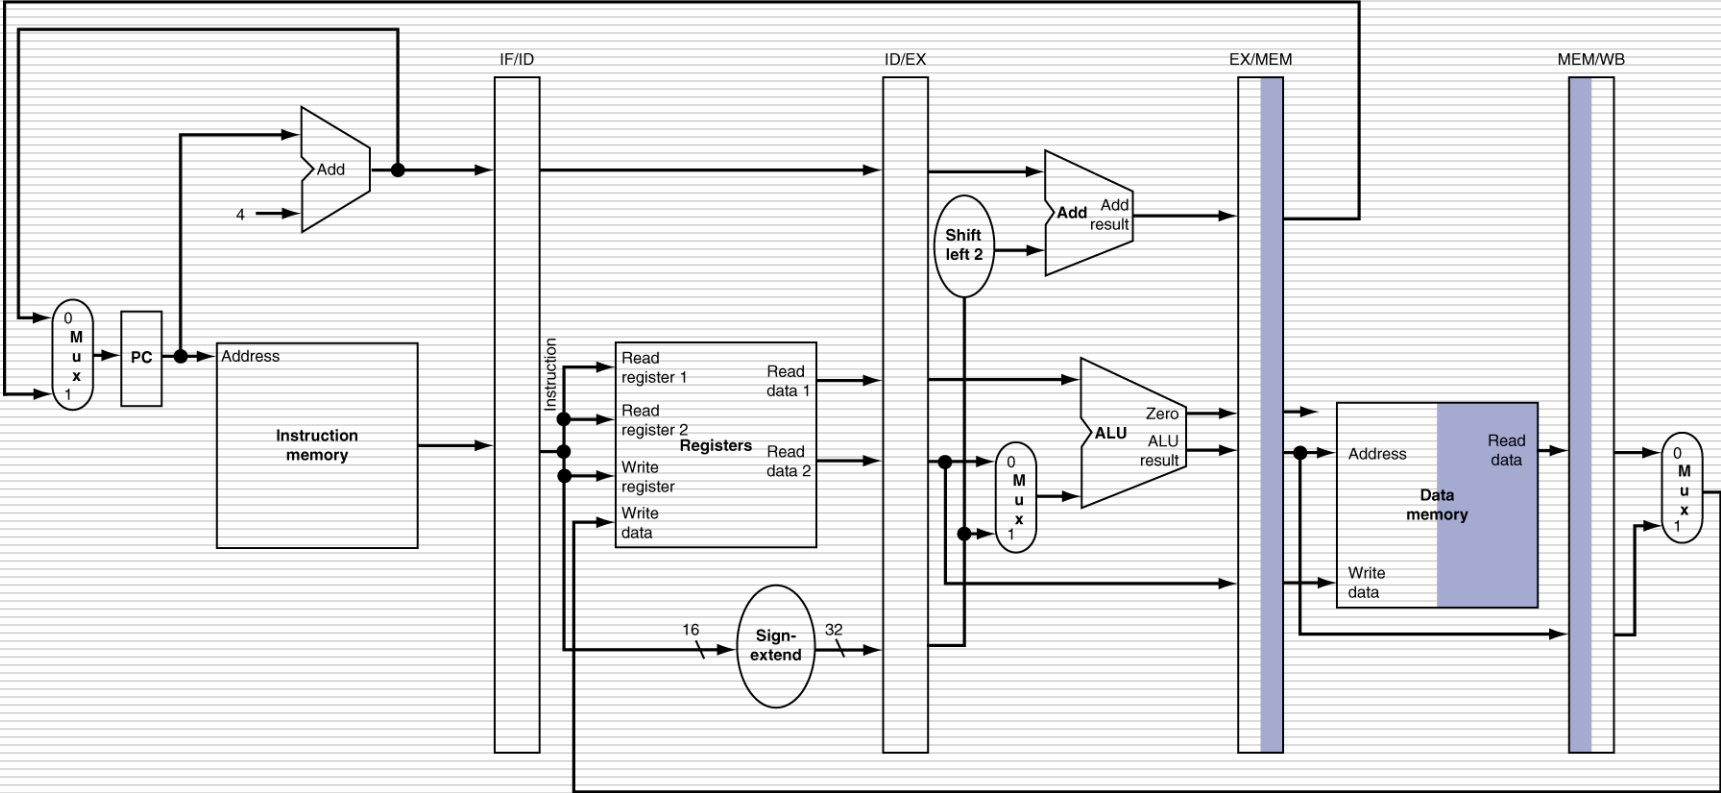 IF/ID
ID/EX
EX/MEM
MEM/WB
Add
4
0
M
u
x
1
PC
Address
Instruction
memory
Instruction
Read
register 1
Read
register 2
Write
register
Write
data
Registers
Read
data 1
Read
data 2
16
Sign-
extend
32
Shift
left 2
Add
Add
result
0
M
u
x
1
ALU
Zero
ALU
result
Address
Read
data
Data
memory
Write
data
0
M
u
x
1